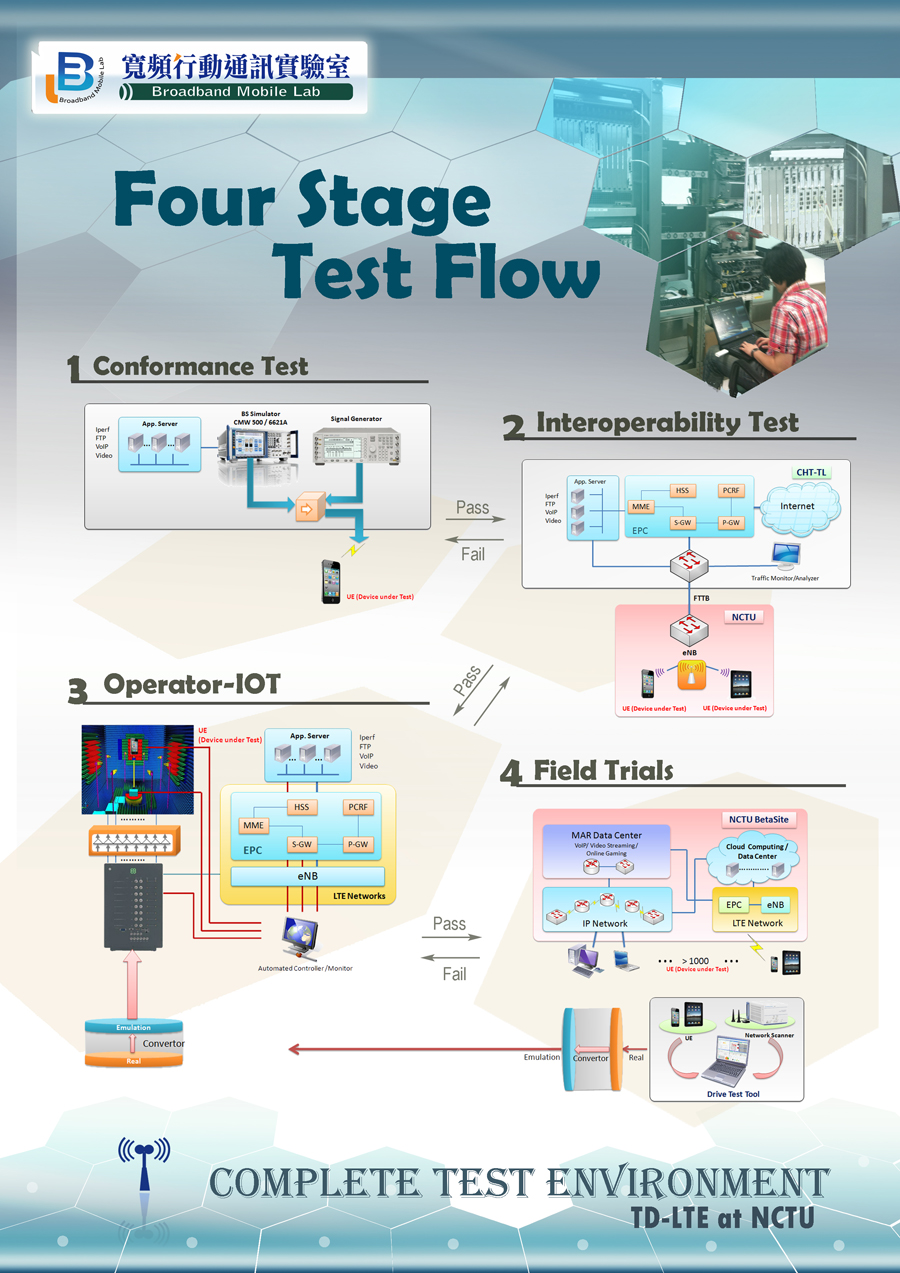 寬頻行動通訊實驗室
Broadband Mobile Lab
B
Broadband Mobile Lab
Four Stage
Test Flow
1 Conformance Test
Iperf
FTP
VoIP
Video
App. Server
BS Simulator
CMW 500 / 6621A
Signal Generator
UE (Device under Test)
Pass
Fail
2 Interoperability Test
CHT-TL
Iperf
FTP
VoIP
Video
App. Server
HSS
PCRF
MME
S-GW
P-GW
EPC
Internet
Traffic Monitor/Analyzer
FTTB
NCTU
eNB
UE (Device under Test)
UE (Device under Test)
Pass
3 Operator-IOT
UE
(Device under Test)
App. Server
Iperf
FTP
VoIP
Video
HSS
PCRF
MME
S-GW
P-GW
EPC
eNB
LTE Networks
Automated Controller /Monitor
Emulation
Convertor
Real
Pass
Fail
4 Field Trials
NCTU BetaSite
MAR Data Center
VoIP/ Video Streaming/
Online Gaming
Cloud Computing /
Data Center
IP Network
EPC
eNB
LTE Network
... > 1000 ...
UE (Device under Test)
Emulation
Convertor
Real
UE
Network Scanner
Drive Test Tool
COMPLETE TEST ENVIRONMENT
TD-LTE at NCTU